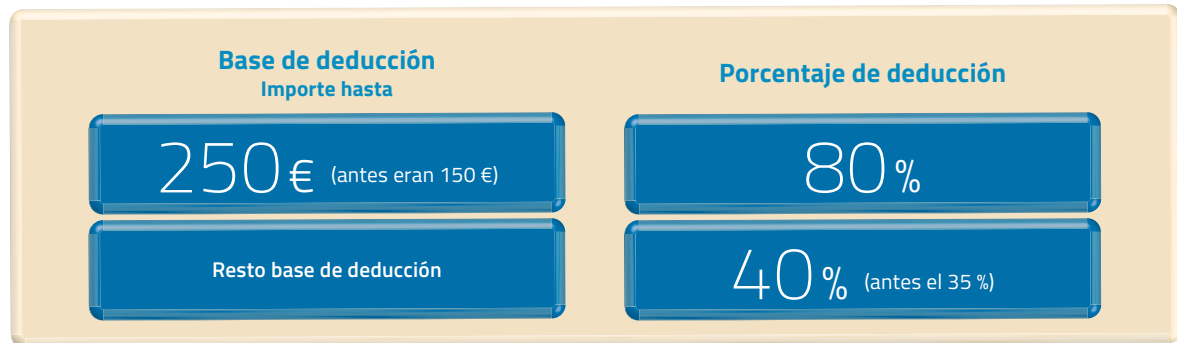 Base de deducción
Importe hasta
Porcentaje de deducción
250 € (antes eran 150 €)
80 %
Resto base de deducción
40 % (antes el 35 %)